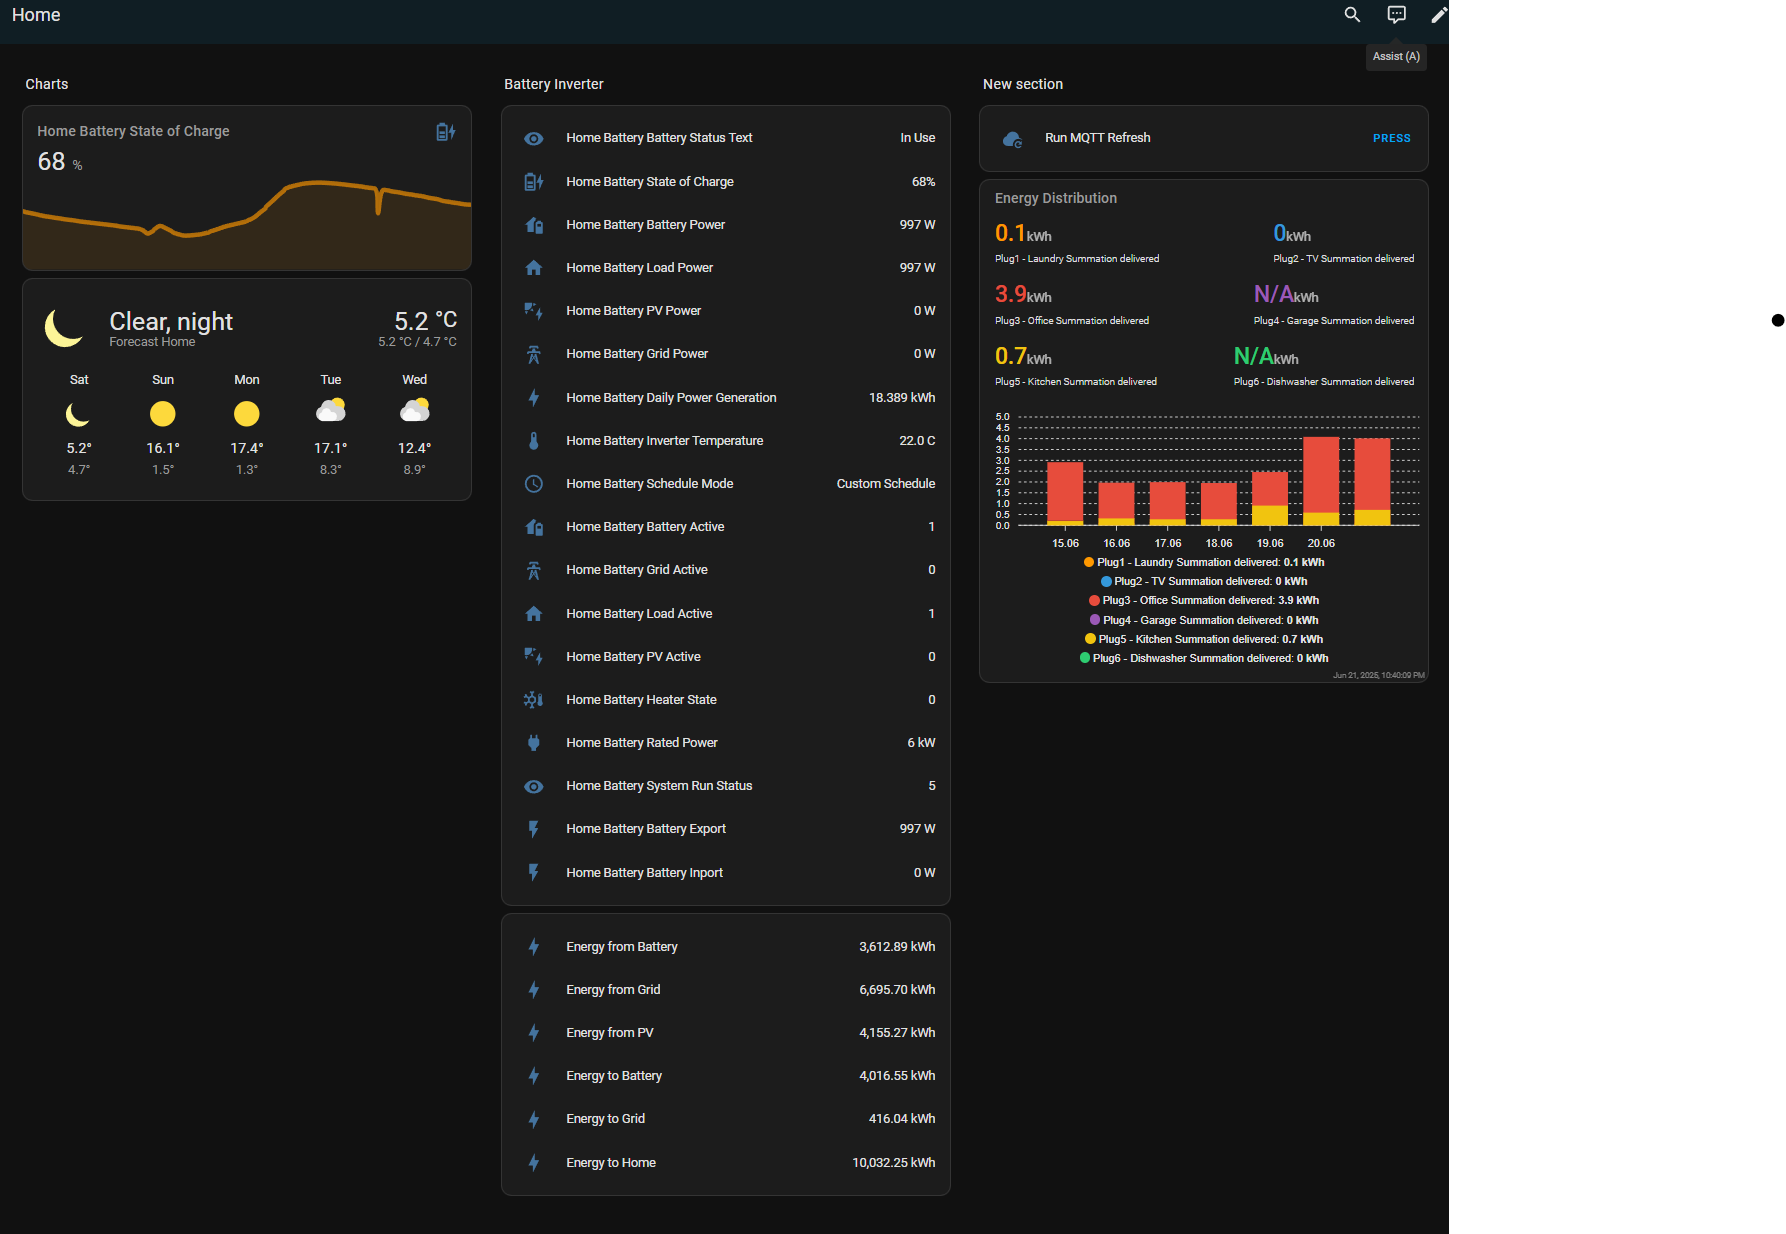 Home
Assist (A)
Charts
Home Battery State of Charge
68 %
Clear, night
Forecast Home
5.2 °C
5.2 °C / 4.7 °C
Sat Sun Mon Tue Wed
5.2° 16.1° 17.4° 17.1° 12.4°
4.7° 1.5° 1.3° 8.3° 8.9°
Battery Inverter
Home Battery Battery Status Text In Use
Home Battery State of Charge 68%
Home Battery Battery Power 997 W
Home Battery Load Power 997 W
Home Battery PV Power 0 W
Home Battery Grid Power 0 W
Home Battery Daily Power Generation 18.389 kWh
Home Battery Inverter Temperature 22.0 C
Home Battery Schedule Mode Custom Schedule
Home Battery Battery Active 1
Home Battery Grid Active 0
Home Battery Load Active 1
Home Battery PV Active 0
Home Battery Heater State 0
Home Battery Rated Power 6 kW
Home Battery System Run Status 5
Home Battery Battery Export 997 W
Home Battery Battery Inport 0 W
Energy from Battery 3,612.89 kWh
Energy from Grid 6,695.70 kWh
Energy from PV 4,155.27 kWh
Energy to Battery 4,016.55 kWh
Energy to Grid 416.04 kWh
Energy to Home 10,032.25 kWh
New section
Run MQTT Refresh PRESS
Energy Distribution
0.1kWh 0kWh
Plug1 - Laundry Summation delivered Plug2 - TV Summation delivered
3.9kWh N/AkWh
Plug3 - Office Summation delivered Plug4 - Garage Summation delivered
0.7kWh N/AkWh
Plug5 - Kitchen Summation delivered Plug6 - Dishwasher Summation delivered
5.0
4.5
4.0
3.5
3.0
2.5
2.0
1.5
1.0
0.5
0.0
15.06 16.06 17.06 18.06 19.06 20.06
Plug1 - Laundry Summation delivered: 0.1 kWh
Plug2 - TV Summation delivered: 0 kWh
Plug3 - Office Summation delivered: 3.9 kWh
Plug4 - Garage Summation delivered: 0 kWh
Plug5 - Kitchen Summation delivered: 0.7 kWh
Plug6 - Dishwasher Summation delivered: 0 kWh
Jun 21, 2025, 10:40:09 PM